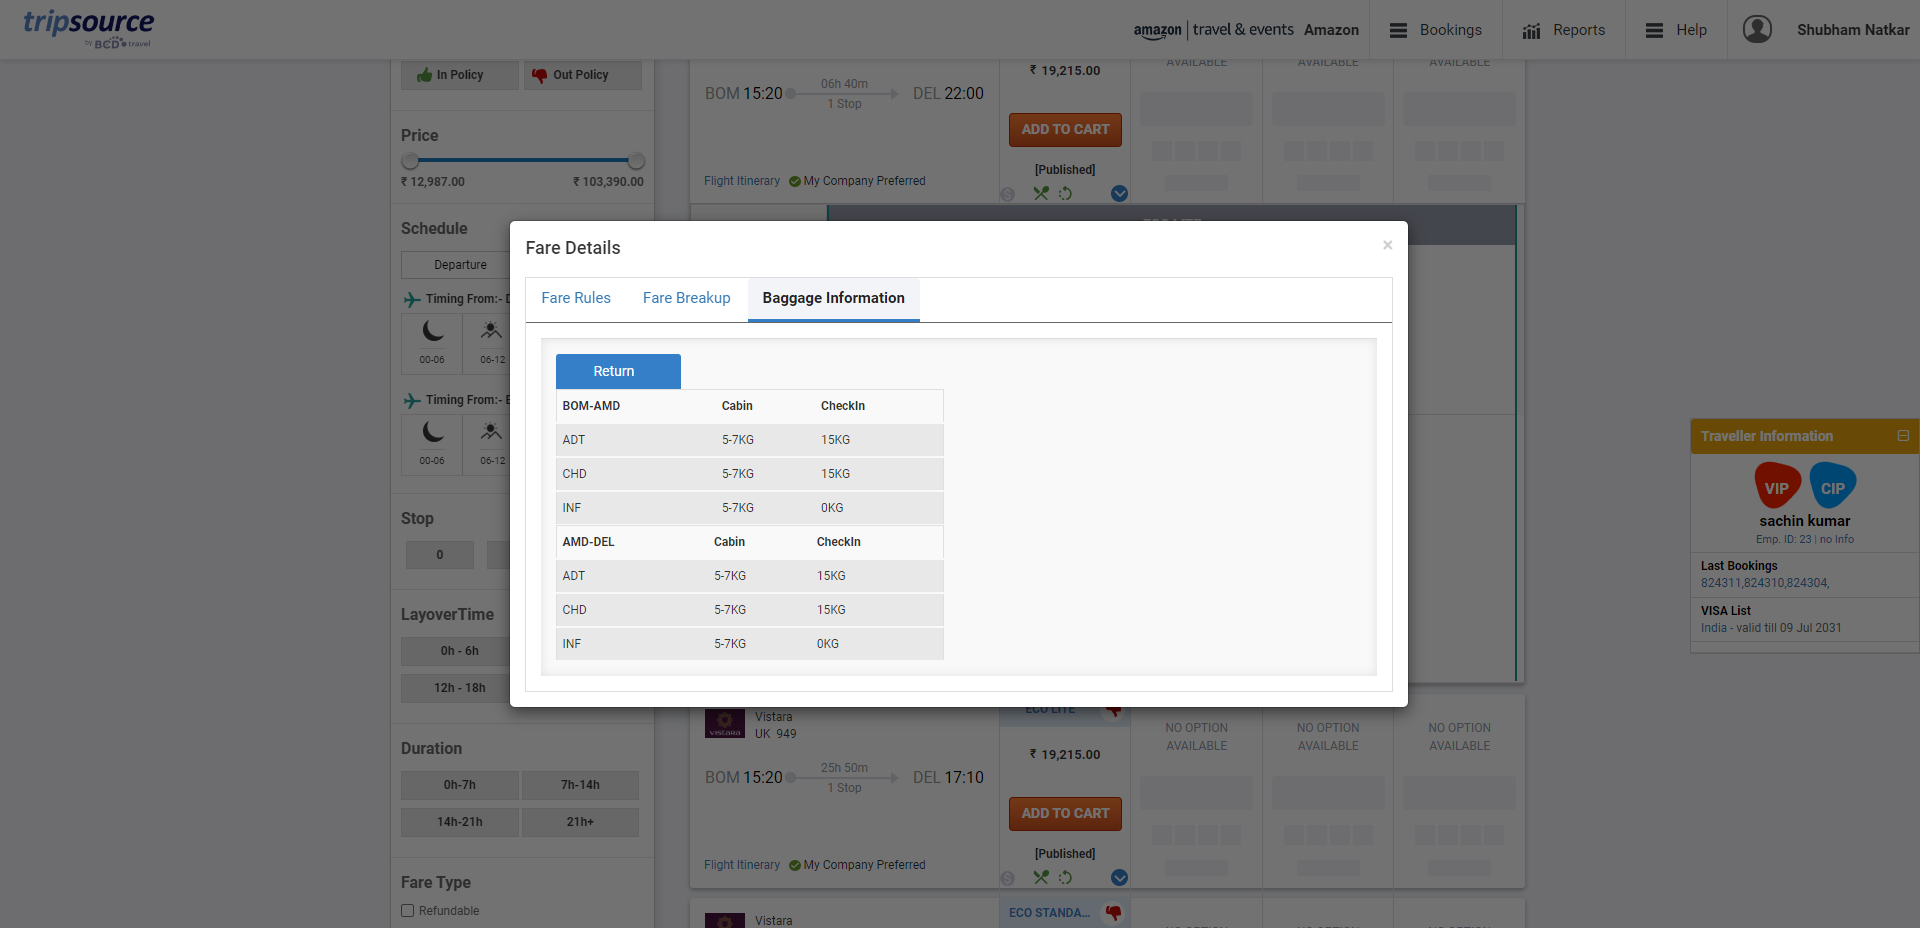 tripsource
by BCD travel
amazon travel & events Amazon
Bookings
Reports
Help
Shubham Natkar
In Policy
Out Policy
Price
₹ 12,987.00
₹ 103,390.00
Schedule
Departure
Timing From:-
00-06
06-12
Timing From:-
00-06
06-12
Stop
0
LayoverTime
0h - 6h
12h - 18h
Duration
0h-7h
7h-14h
14h-21h
21h+
Fare Type
Refundable
₹ 19,215.00
AVAILABLE
AVAILABLE
AVAILABLE
BOM 15:20
06h 40m
1 Stop
DEL 22:00
ADD TO CART
[Published]
Flight Itinerary
My Company Preferred
Fare Details
×
Fare Rules
Fare Breakup
Baggage Information
Return
BOM-AMD Cabin CheckIn
ADT 5-7KG 15KG
CHD 5-7KG 15KG
INF 5-7KG 0KG
AMD-DEL Cabin CheckIn
ADT 5-7KG 15KG
CHD 5-7KG 15KG
INF 5-7KG 0KG
VISTARA
Vistara
UK 949
ECO LITE
₹ 19,215.00
NO OPTION
AVAILABLE
NO OPTION
AVAILABLE
NO OPTION
AVAILABLE
BOM 15:20
25h 50m
1 Stop
DEL 17:10
ADD TO CART
[Published]
Flight Itinerary
My Company Preferred
Vistara
ECO STANDA...
Traveller Information
VIP
CIP
sachin kumar
Emp. ID: 23 | no Info
Last Bookings
824311,824310,824304,
VISA List
India - valid till 09 Jul 2031